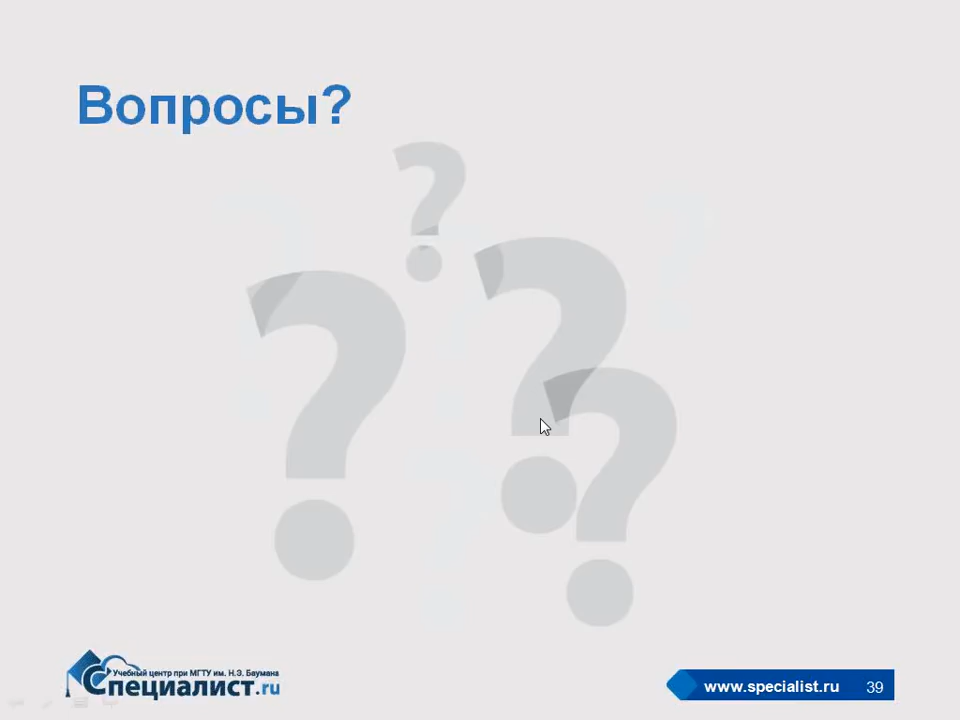 Вопросы?
Учебный центр при МГТУ им. Н.Э. Баумана
Специалист.ru
www.specialist.ru 39